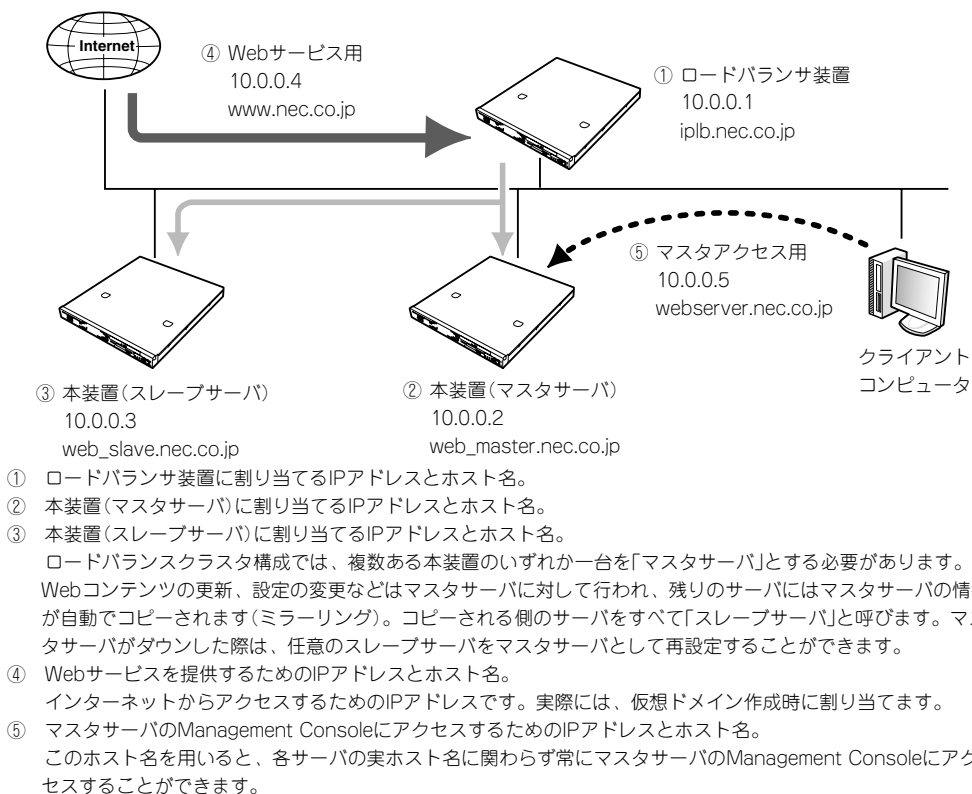 Internet
④ Webサービス用
10.0.0.4
www.nec.co.jp
① ロードバランサ装置
10.0.0.1
iplb.nec.co.jp
⑤ マスタアクセス用
10.0.0.5
webserver.nec.co.jp
クライアント
コンピュータ
③ 本装置(スレーブサーバ)
10.0.0.3
web_slave.nec.co.jp
② 本装置(マスタサーバ)
10.0.0.2
web_master.nec.co.jp
① ロードバランサ装置に割り当てるIPアドレスとホスト名。
② 本装置(マスタサーバ)に割り当てるIPアドレスとホスト名。
③ 本装置(スレーブサーバ)に割り当てるIPアドレスとホスト名。
ロードバランスクラスタ構成では、複数ある本装置のいずれか一台を「マスタサーバ」とする必要があります。
Webコンテンツの更新、設定の変更などはマスタサーバに対して行われ、残りのサーバにはマスタサーバの情
が自動でコピーされます(ミラーリング)。コピーされる側のサーバをすべて「スレーブサーバ」と呼びます。マス
タサーバがダウンした際は、任意のスレーブサーバをマスタサーバとして再設定することができます。
④ Webサービスを提供するためのIPアドレスとホスト名。
インターネットからアクセスするためのIPアドレスです。実際には、仮想ドメイン作成時に割り当てます。
⑤ マスタサーバのManagement ConsoleにアクセスするためのIPアドレスとホスト名。
このホスト名を用いると、各サーバの実ホスト名に関わらず常にマスタサーバのManagement Consoleにアク
セスすることができます。